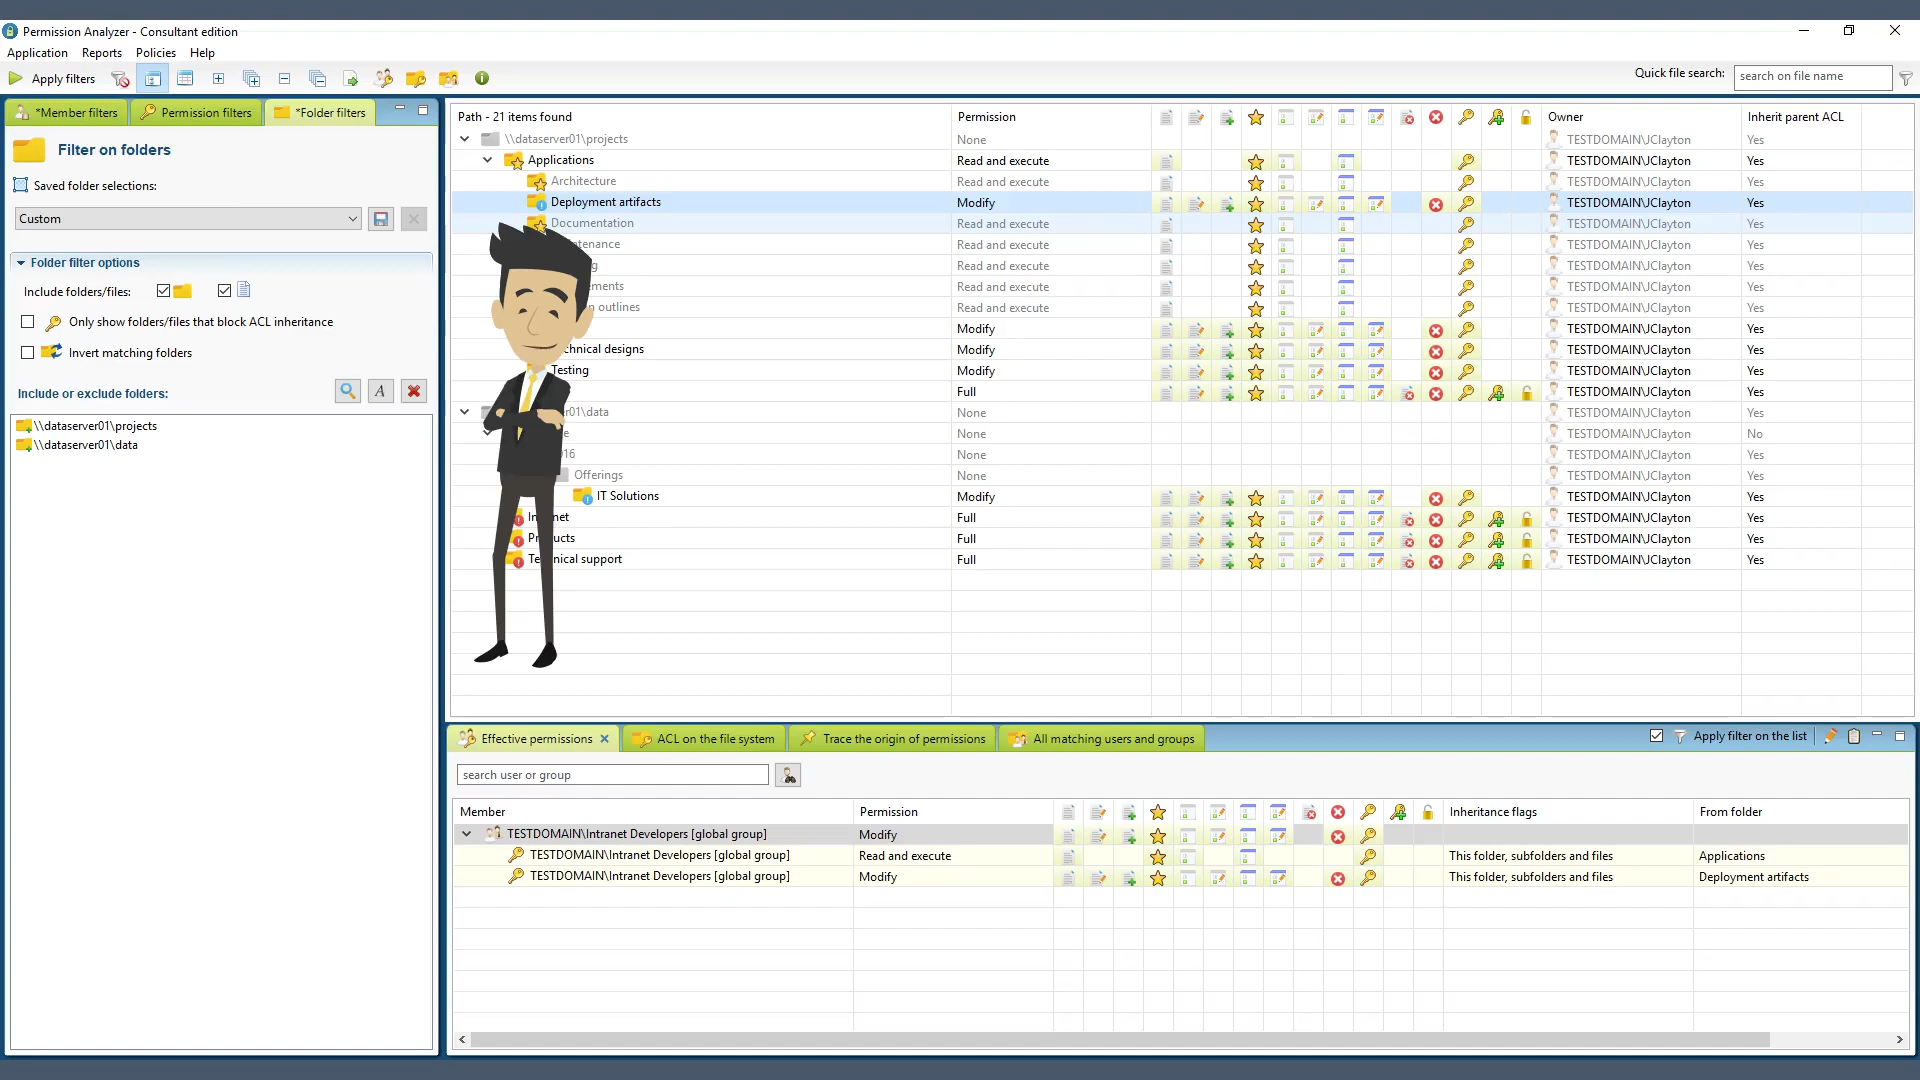 Permission Analyzer - Consultant edition
Application Reports Policies Help
Apply filters
Quick file search: search on file name
*Member filters Permission filters *Folder filters
Filter on folders
Saved folder selections:
Custom
Folder filter options
Include folders/files:
Only show folders/files that block ACL inheritance
Invert matching folders
Include or exclude folders:
A
\\dataserver01\projects
\\dataserver01\data
Path - 21 items found Permission Owner Inherit parent ACL
\\dataserver01\projects None TESTDOMAIN\JClayton Yes
Applications Read and execute TESTDOMAIN\JClayton Yes
Architecture Read and execute TESTDOMAIN\JClayton Yes
Deployment artifacts Modify TESTDOMAIN\JClayton Yes
Documentation Read and execute TESTDOMAIN\JClayton Yes
Read and execute TESTDOMAIN\JClayton Yes
Read and execute TESTDOMAIN\JClayton Yes
Read and execute TESTDOMAIN\JClayton Yes
outlines Read and execute TESTDOMAIN\JClayton Yes
Modify TESTDOMAIN\JClayton Yes
designs Modify TESTDOMAIN\JClayton Yes
Testing Modify TESTDOMAIN\JClayton Yes
Full TESTDOMAIN\JClayton Yes
None TESTDOMAIN\JClayton Yes
None TESTDOMAIN\JClayton No
None TESTDOMAIN\JClayton Yes
Offerings None TESTDOMAIN\JClayton Yes
IT Solutions Modify TESTDOMAIN\JClayton Yes
Full TESTDOMAIN\JClayton Yes
Products Full TESTDOMAIN\JClayton Yes
Technical support Full TESTDOMAIN\JClayton Yes
Effective permissions ACL on the file system Trace the origin of permissions All matching users and groups Apply filter on the list
search user or group
Member Permission Inheritance flags From folder
TESTDOMAIN\Intranet Developers [global group] Modify
TESTDOMAIN\Intranet Developers [global group] Read and execute This folder, subfolders and files Applications
TESTDOMAIN\Intranet Developers [global group] Modify This folder, subfolders and files Deployment artifacts